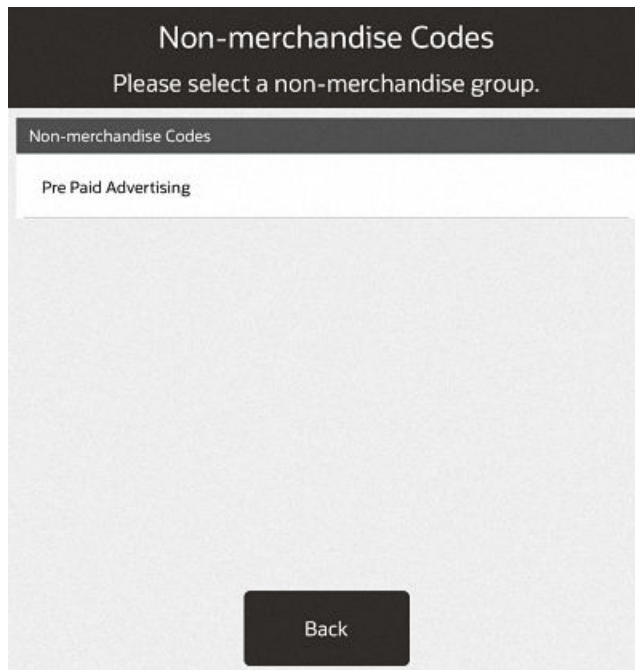 Non-merchandise Codes
Please select a non-merchandise group.
Non-merchandise Codes
Pre Paid Advertising
Back